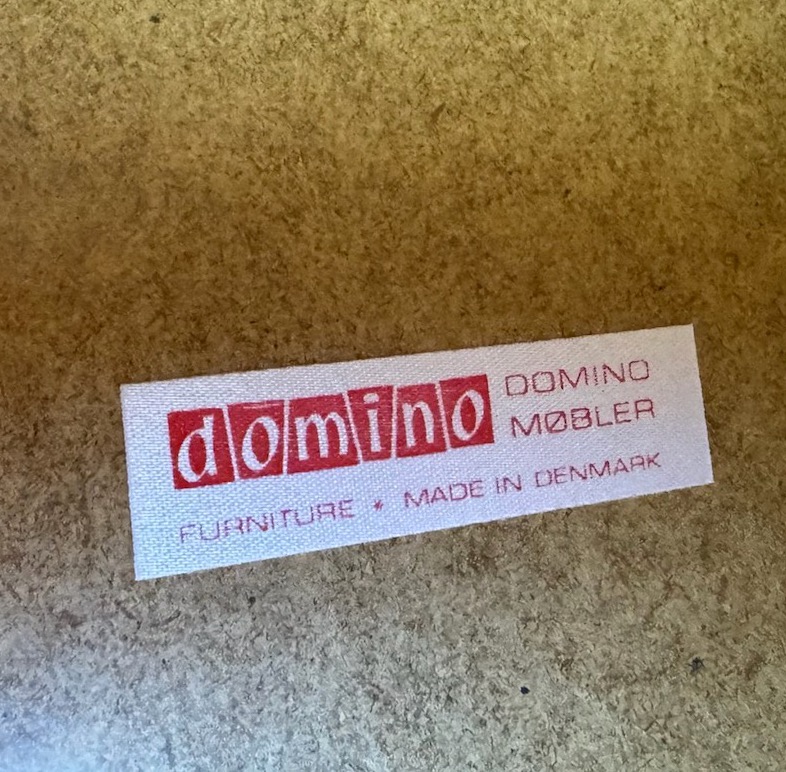 domino
DOMINO
MØBLER
FURNITURE * MADE IN DENMARK